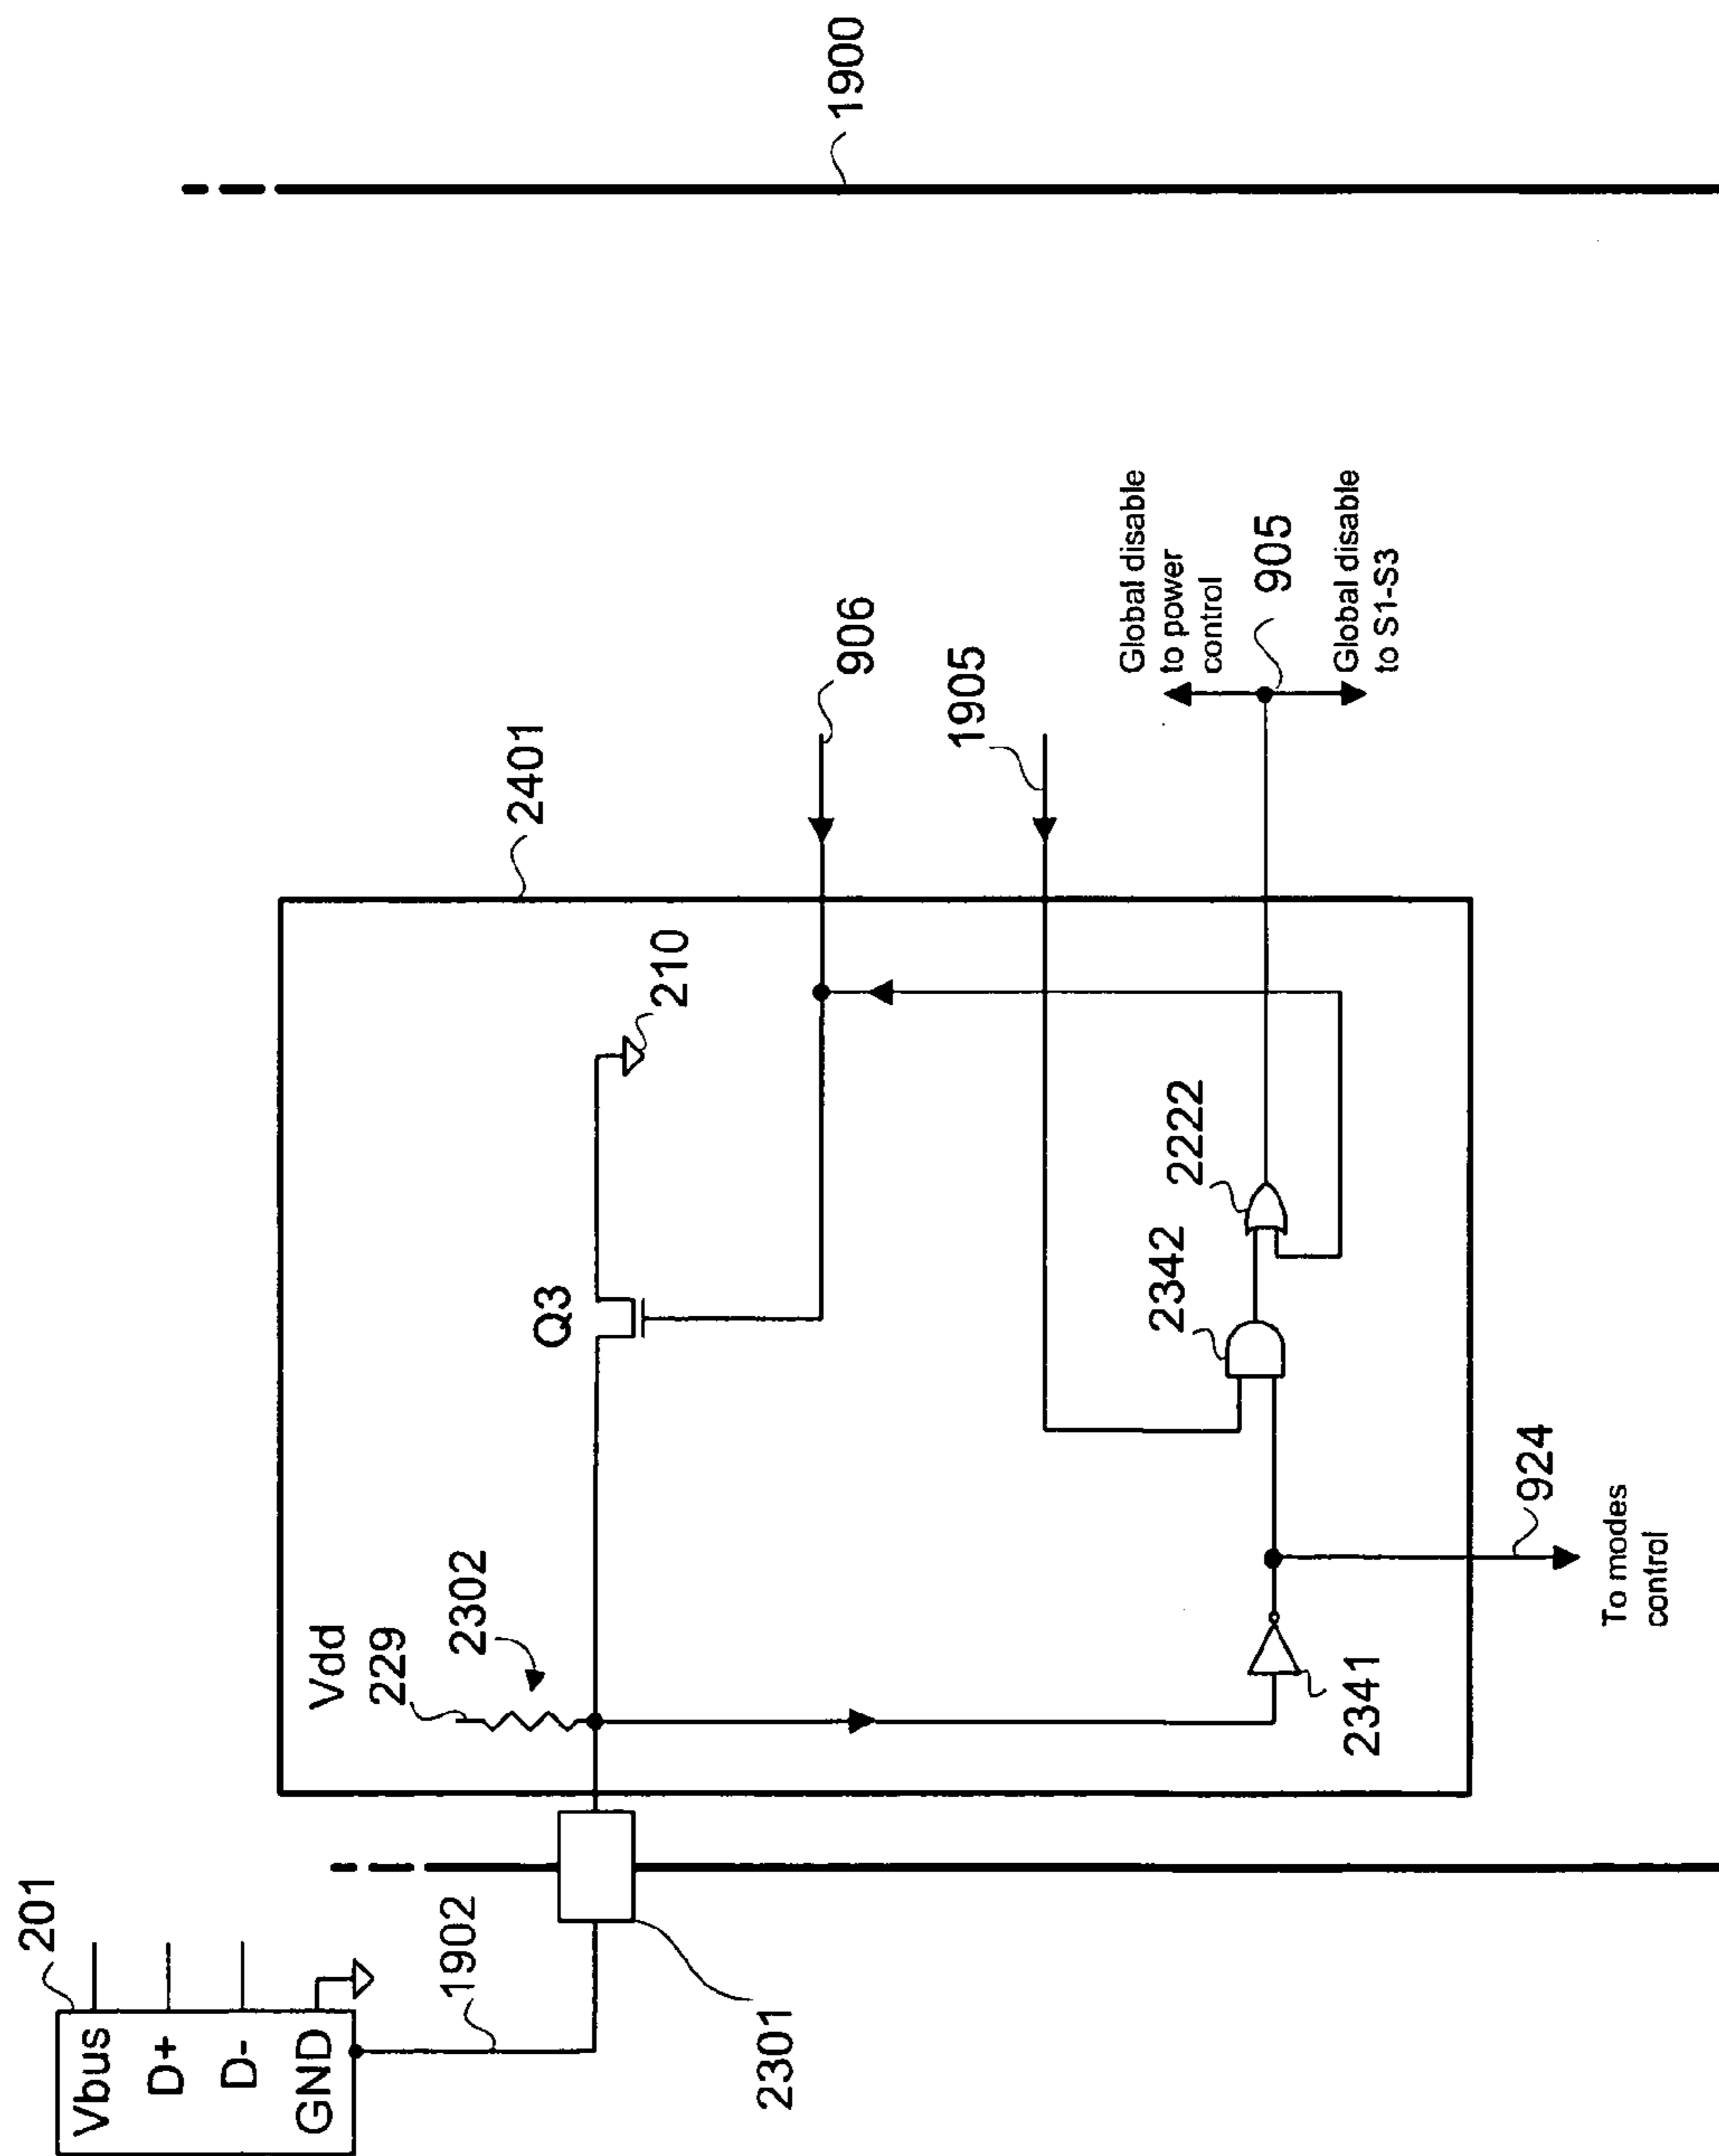 201
Vbus
D+
D-
GND
1902
2301
Vdd
229
2302
Q3
210
2401
906
1905
1900
2341
2342
2222
924
To modes
control
Global disable
to power
control
905
Global disable
to S1-S3